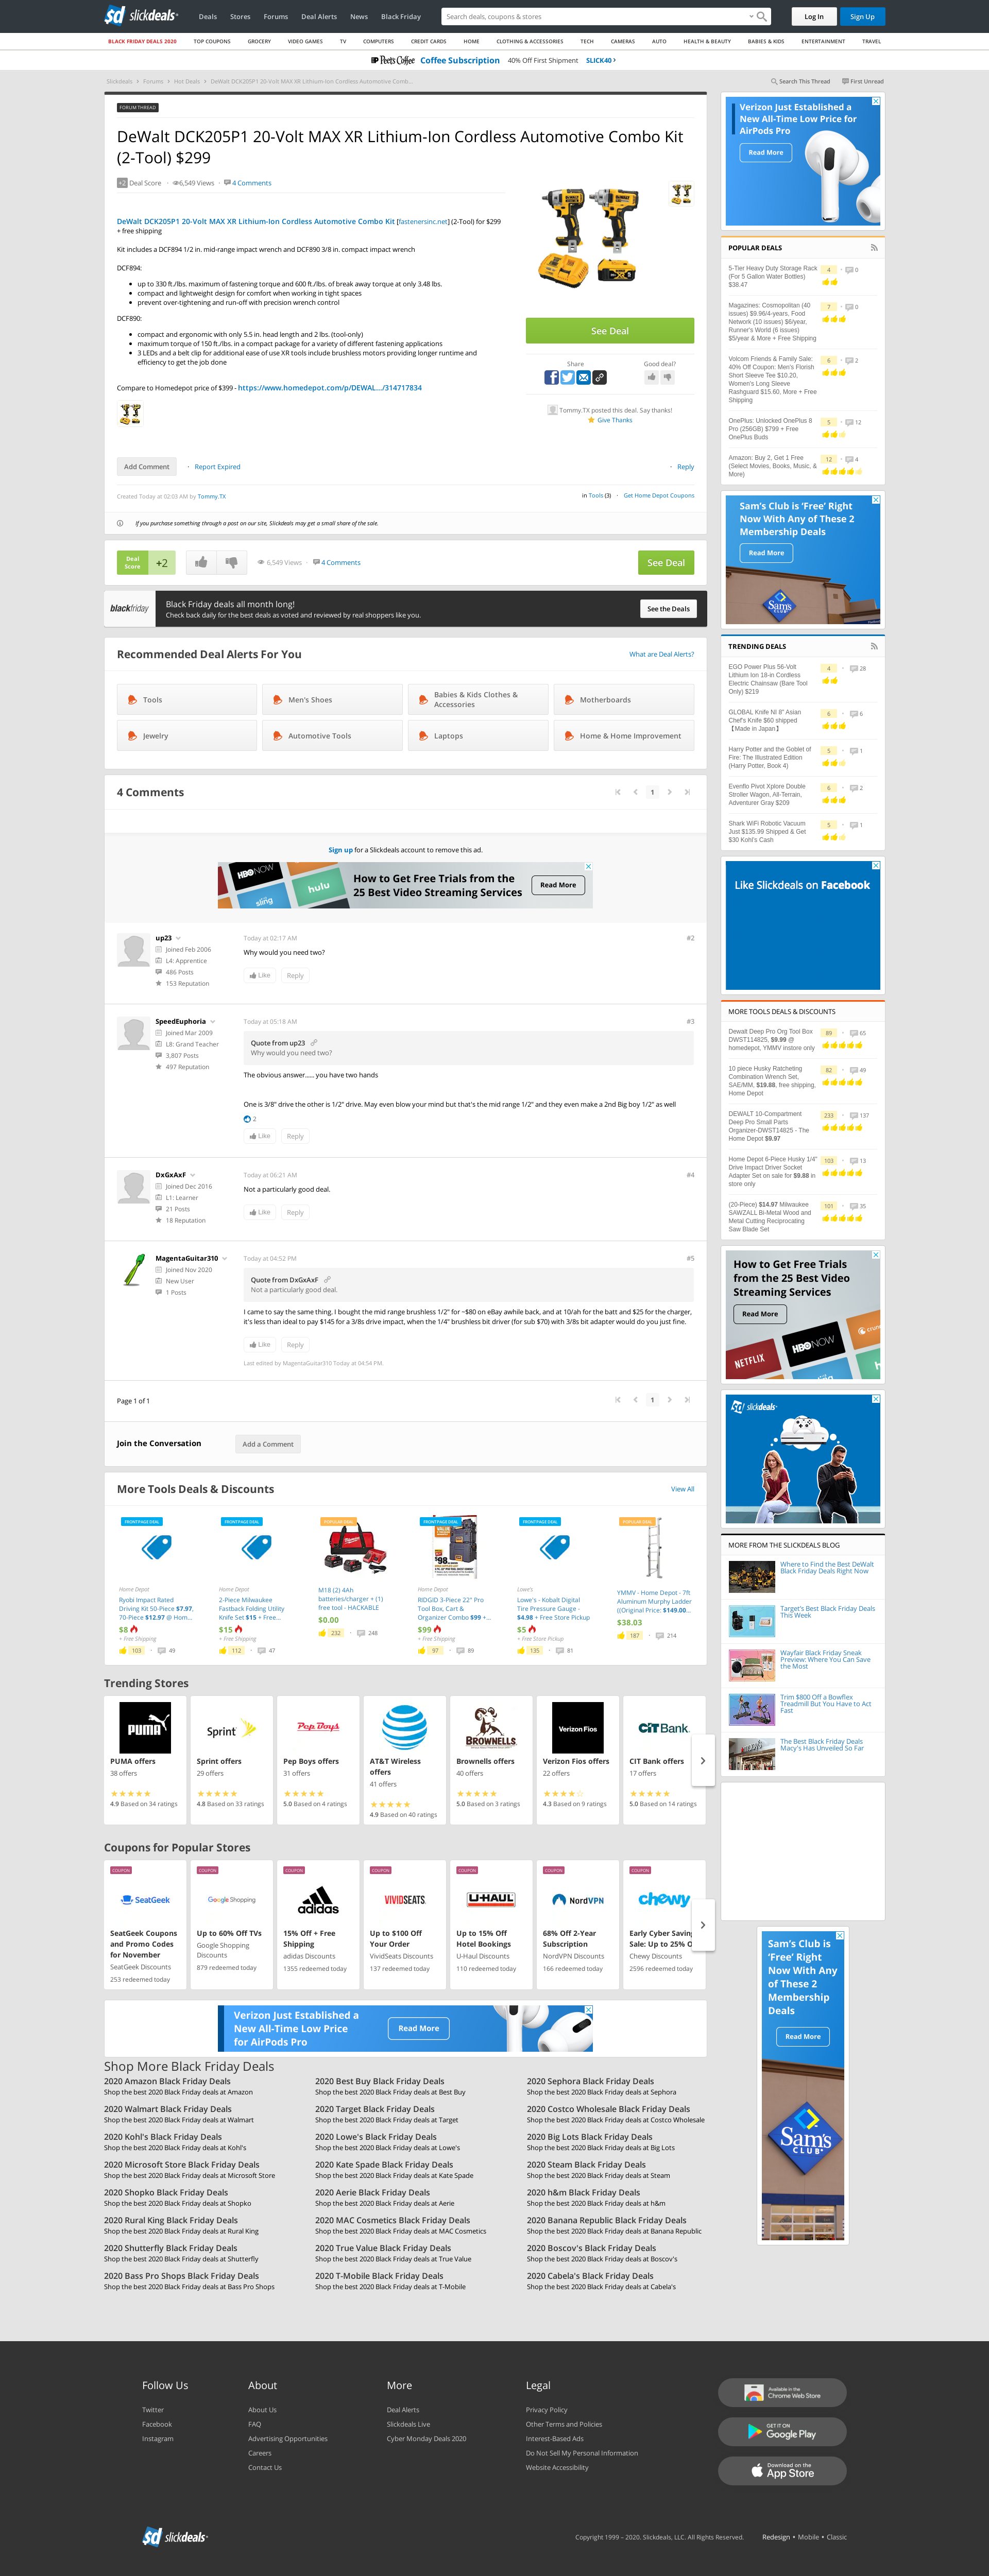 slickdeals
Deals
Stores
Forums
Deal Alerts
News
Black Friday
Search deals, coupons & stores
Log In
Sign Up
BLACK FRIDAY DEALS 2020
TOP COUPONS
GROCERY
VIDEO GAMES
TV
COMPUTERS
CREDIT CARDS
HOME
CLOTHING & ACCESSORIES
TECH
CAMERAS
AUTO
HEALTH & BEAUTY
BABIES & KIDS
ENTERTAINMENT
TRAVEL
Peet's Coffee Coffee Subscription 40% Off First Shipment SLICK40 ›
Slickdeals › Forums › Hot Deals › DeWalt DCK205P1 20-Volt MAX XR Lithium-Ion Cordless Automotive Comb...
Search This Thread
First Unread
FORUM THREAD
DeWalt DCK205P1 20-Volt MAX XR Lithium-Ion Cordless Automotive Combo Kit
(2-Tool) $299
+2 Deal Score · 6,549 Views · 4 Comments
DeWalt DCK205P1 20-Volt MAX XR Lithium-Ion Cordless Automotive Combo Kit [fastenersinc.net] (2-Tool) for $299
+ free shipping
Kit includes a DCF894 1/2 in. mid-range impact wrench and DCF890 3/8 in. compact impact wrench
DCF894:
• up to 330 ft./lbs. maximum of fastening torque and 600 ft./lbs. of break away torque at only 3.48 lbs.
• compact and lightweight design for comfort when working in tight spaces
• prevent over-tightening and run-off with precision wrench control
DCF890:
• compact and ergonomic with only 5.5 in. head length and 2 lbs. (tool-only)
• maximum torque of 150 ft./lbs. in a compact package for a variety of different fastening applications
• 3 LEDs and a belt clip for additional ease of use XR tools include brushless motors providing longer runtime and
efficiency to get the job done
Compare to Homedepot price of $399 - https://www.homedepot.com/p/DEWAL.../314717834
See Deal
Share
Good deal?
Tommy.TX posted this deal. Say thanks!
Give Thanks
Add Comment · Report Expired
· Reply
Created Today at 02:03 AM by Tommy.TX
in Tools (3) · Get Home Depot Coupons
If you purchase something through a post on our site, Slickdeals may get a small share of the sale.
Deal
Score
+2
6,549 Views · 4 Comments
See Deal
blackfriday
Black Friday deals all month long!
Check back daily for the best deals as voted and reviewed by real shoppers like you.
See the Deals
Recommended Deal Alerts For You
What are Deal Alerts?
Tools
Men's Shoes
Babies & Kids Clothes &
Accessories
Motherboards
Jewelry
Automotive Tools
Laptops
Home & Home Improvement
4 Comments
1
Sign up for a Slickdeals account to remove this ad.
HBO NOW
hulu
sling
How to Get Free Trials from the
25 Best Video Streaming Services
Read More
up23
Joined Feb 2006
L4: Apprentice
486 Posts
153 Reputation
Today at 02:17 AM
#2
Why would you need two?
Like
Reply
SpeedEuphoria
Joined Mar 2009
L8: Grand Teacher
3,807 Posts
497 Reputation
Today at 05:18 AM
#3
Quote from up23
Why would you need two?
The obvious answer..... you have two hands
One is 3/8" drive the other is 1/2" drive. May even blow your mind but that's the mid range 1/2" and they even make a 2nd Big boy 1/2" as well
2
Like
Reply
DxGxAxF
Joined Dec 2016
L1: Learner
21 Posts
18 Reputation
Today at 06:21 AM
#4
Not a particularly good deal.
Like
Reply
MagentaGuitar310
Joined Nov 2020
New User
1 Posts
Today at 04:52 PM
#5
Quote from DxGxAxF
Not a particularly good deal.
I came to say the same thing. I bought the mid range brushless 1/2" for ~$80 on eBay awhile back, and at 10/ah for the batt and $25 for the charger,
it's less than ideal to pay $145 for a 3/8s drive impact, when the 1/4" brushless bit driver (for sub $70) with 3/8s bit adapter would do you just fine.
Like
Reply
Last edited by MagentaGuitar310 Today at 04:54 PM.
Page 1 of 1
1
Join the Conversation
Add a Comment
More Tools Deals & Discounts
View All
FRONTPAGE DEAL
Home Depot
Ryobi Impact Rated
Driving Kit 50-Piece $7.97,
70-Piece $12.97 @ Hom...
$8
+ Free Shipping
103 · 49
FRONTPAGE DEAL
Home Depot
2-Piece Milwaukee
Fastback Folding Utility
Knife Set $15 + Free...
$15
+ Free Shipping
112 · 47
POPULAR DEAL
M18 (2) 4Ah
batteries/charger + (1)
free tool - HACKABLE
$0.00
232 · 248
FRONTPAGE DEAL
VALUE
$98
Home Depot
RIDGID 3-Piece 22" Pro
Tool Box, Cart &
Organizer Combo $99 +...
$99
+ Free Shipping
97 · 89
FRONTPAGE DEAL
Lowe's
Lowe's - Kobalt Digital
Tire Pressure Gauge -
$4.98 + Free Store Pickup
$5
+ Free Store Pickup
135 · 81
POPULAR DEAL
YMMV - Home Depot - 7ft
Aluminum Murphy Ladder
((Original Price: $149.00...
$38.03
187 · 214
Trending Stores
PUMA
PUMA offers
38 offers
4.9 Based on 34 ratings
Sprint
Sprint offers
29 offers
4.8 Based on 33 ratings
Pep Boys
Pep Boys offers
31 offers
5.0 Based on 4 ratings
AT&T Wireless
offers
41 offers
4.9 Based on 40 ratings
BROWNELLS
Brownells offers
40 offers
5.0 Based on 3 ratings
Verizon Fios
Verizon Fios offers
22 offers
4.3 Based on 9 ratings
CIT BANK
CIT Bank offers
17 offers
5.0 Based on 14 ratings
Coupons for Popular Stores
COUPON
SeatGeek
SeatGeek Coupons
and Promo Codes
for November
SeatGeek Discounts
253 redeemed today
COUPON
Google Shopping
Up to 60% Off TVs
Google Shopping
Discounts
879 redeemed today
COUPON
adidas
15% Off + Free
Shipping
adidas Discounts
1355 redeemed today
COUPON
VIVIDSEATS
Up to $100 Off
Your Order
VividSeats Discounts
137 redeemed today
COUPON
U-HAUL
Up to 15% Off
Hotel Bookings
U-Haul Discounts
110 redeemed today
COUPON
NordVPN
68% Off 2-Year
Subscription
NordVPN Discounts
166 redeemed today
COUPON
chewy
Early Cyber Saving
Sale: Up to 25% O
Chewy Discounts
2596 redeemed today
Verizon Just Established a
New All-Time Low Price
for AirPods Pro
Read More
Shop More Black Friday Deals
2020 Amazon Black Friday Deals
Shop the best 2020 Black Friday deals at Amazon
2020 Best Buy Black Friday Deals
Shop the best 2020 Black Friday deals at Best Buy
2020 Sephora Black Friday Deals
Shop the best 2020 Black Friday deals at Sephora
2020 Walmart Black Friday Deals
Shop the best 2020 Black Friday deals at Walmart
2020 Target Black Friday Deals
Shop the best 2020 Black Friday deals at Target
2020 Costco Wholesale Black Friday Deals
Shop the best 2020 Black Friday deals at Costco Wholesale
2020 Kohl's Black Friday Deals
Shop the best 2020 Black Friday deals at Kohl's
2020 Lowe's Black Friday Deals
Shop the best 2020 Black Friday deals at Lowe's
2020 Big Lots Black Friday Deals
Shop the best 2020 Black Friday deals at Big Lots
2020 Microsoft Store Black Friday Deals
Shop the best 2020 Black Friday deals at Microsoft Store
2020 Kate Spade Black Friday Deals
Shop the best 2020 Black Friday deals at Kate Spade
2020 Steam Black Friday Deals
Shop the best 2020 Black Friday deals at Steam
2020 Shopko Black Friday Deals
Shop the best 2020 Black Friday deals at Shopko
2020 Aerie Black Friday Deals
Shop the best 2020 Black Friday deals at Aerie
2020 h&m Black Friday Deals
Shop the best 2020 Black Friday deals at h&m
2020 Rural King Black Friday Deals
Shop the best 2020 Black Friday deals at Rural King
2020 MAC Cosmetics Black Friday Deals
Shop the best 2020 Black Friday deals at MAC Cosmetics
2020 Banana Republic Black Friday Deals
Shop the best 2020 Black Friday deals at Banana Republic
2020 Shutterfly Black Friday Deals
Shop the best 2020 Black Friday deals at Shutterfly
2020 True Value Black Friday Deals
Shop the best 2020 Black Friday deals at True Value
2020 Boscov's Black Friday Deals
Shop the best 2020 Black Friday deals at Boscov's
2020 Bass Pro Shops Black Friday Deals
Shop the best 2020 Black Friday deals at Bass Pro Shops
2020 T-Mobile Black Friday Deals
Shop the best 2020 Black Friday deals at T-Mobile
2020 Cabela's Black Friday Deals
Shop the best 2020 Black Friday deals at Cabela's
Verizon Just Established a
New All-Time Low Price for
AirPods Pro
Read More
POPULAR DEALS
5-Tier Heavy Duty Storage Rack
(For 5 Gallon Water Bottles)
$38.47
4 · 0
Magazines: Cosmopolitan (40
issues) $9.96/4-years, Food
Network (10 issues) $6/year,
Runner's World (6 issues)
$5/year & More + Free Shipping
7 · 0
Volcom Friends & Family Sale:
40% Off Coupon: Men's Florish
Short Sleeve Tee $10.20,
Women's Long Sleeve
Rashguard $15.60, More + Free
Shipping
6 · 2
OnePlus: Unlocked OnePlus 8
Pro (256GB) $799 + Free
OnePlus Buds
5 · 12
Amazon: Buy 2, Get 1 Free
(Select Movies, Books, Music, &
More)
12 · 4
Sam's Club is 'Free' Right
Now With Any of These 2
Membership Deals
Read More
Sam's
CLUB
TRENDING DEALS
EGO Power Plus 56-Volt
Lithium Ion 18-in Cordless
Electric Chainsaw (Bare Tool
Only) $219
4 · 28
GLOBAL Knife NI 8" Asian
Chef's Knife $60 shipped
【Made in Japan】
6 · 6
Harry Potter and the Goblet of
Fire: The Illustrated Edition
(Harry Potter, Book 4)
5 · 1
Evenflo Pivot Xplore Double
Stroller Wagon, All-Terrain,
Adventurer Gray $209
6 · 2
Shark WiFi Robotic Vacuum
Just $135.99 Shipped & Get
$30 Kohl's Cash
5 · 1
Like Slickdeals on Facebook
MORE TOOLS DEALS & DISCOUNTS
Dewalt Deep Pro Org Tool Box
DWST114825, $9.99 @
homedepot, YMMV instore only
89 · 65
10 piece Husky Ratcheting
Combination Wrench Set,
SAE/MM, $19.88, free shipping,
Home Depot
82 · 49
DEWALT 10-Compartment
Deep Pro Small Parts
Organizer-DWST14825 - The
Home Depot $9.97
233 · 137
Home Depot 6-Piece Husky 1/4"
Drive Impact Driver Socket
Adapter Set on sale for $9.88 in
store only
103 · 13
(20-Piece) $14.97 Milwaukee
SAWZALL Bi-Metal Wood and
Metal Cutting Reciprocating
Saw Blade Set
101 · 35
How to Get Free Trials
from the 25 Best Video
Streaming Services
Read More
NETFLIX
HBO NOW
hulu
slickdeals
MORE FROM THE SLICKDEALS BLOG
Where to Find the Best DeWalt
Black Friday Deals Right Now
Target's Best Black Friday Deals
This Week
Wayfair Black Friday Sneak
Preview: Where You Can Save
the Most
Trim $800 Off a Bowflex
Treadmill But You Have to Act
Fast
The Best Black Friday Deals
Macy's Has Unveiled So Far
Sam's Club is
'Free' Right
Now With Any
of These 2
Membership
Deals
Read More
Sam's
CLUB
Follow Us
Twitter
Facebook
Instagram
About
About Us
FAQ
Advertising Opportunities
Careers
Contact Us
More
Deal Alerts
Slickdeals Live
Cyber Monday Deals 2020
Legal
Privacy Policy
Other Terms and Policies
Interest-Based Ads
Do Not Sell My Personal Information
Website Accessibility
Available in the
Chrome Web Store
GET IT ON
Google Play
Download on the
App Store
slickdeals
Copyright 1999 – 2020. Slickdeals, LLC. All Rights Reserved.
Redesign • Mobile • Classic